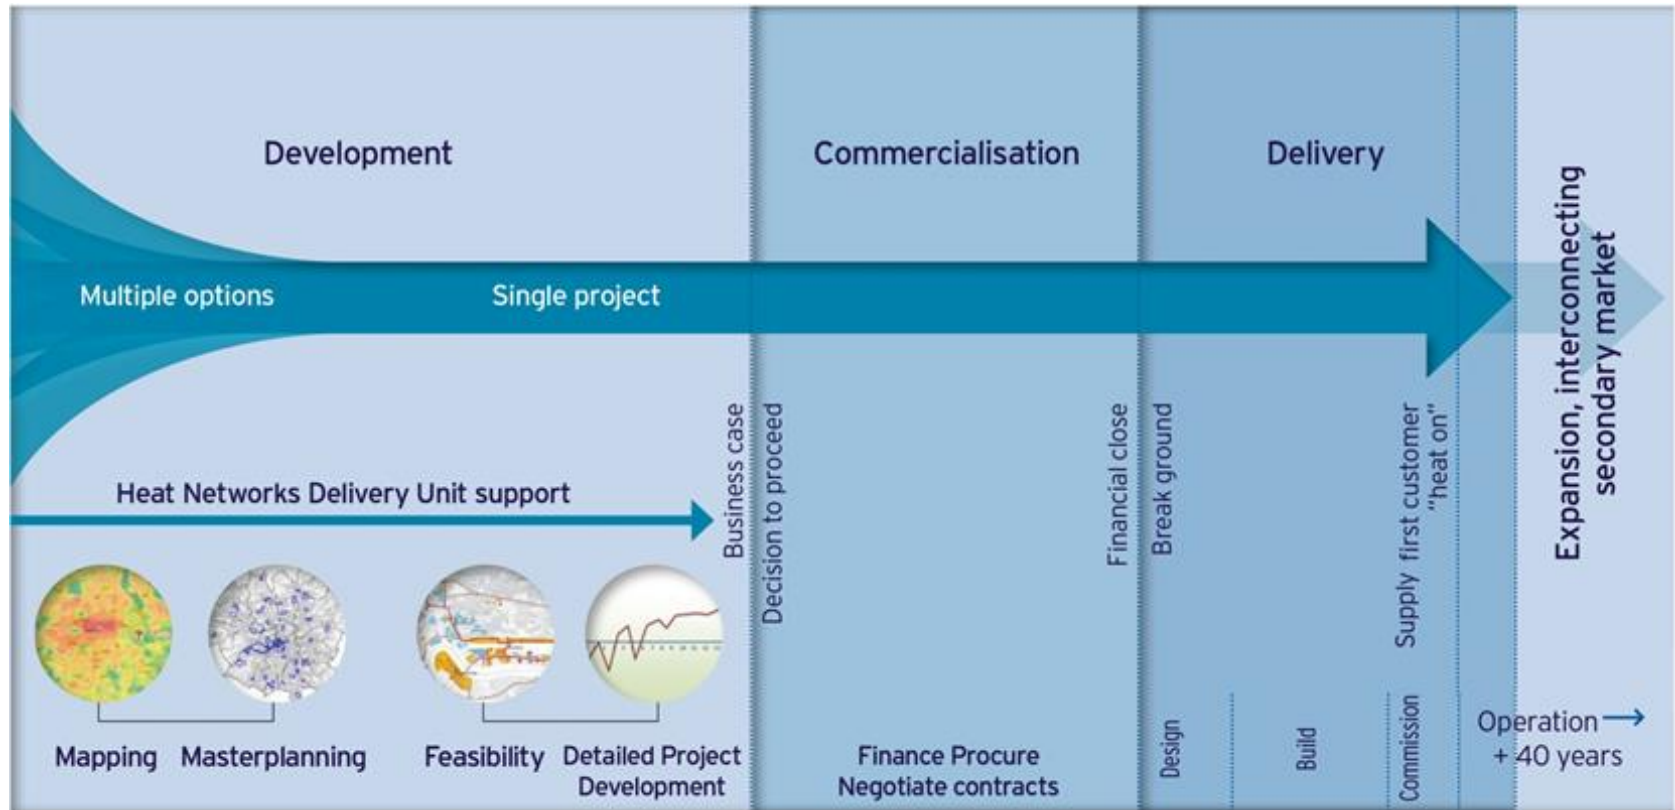 Development
Commercialisation
Delivery
Multiple options
Single project
Expansion, interconnecting
secondary market
Heat Networks Delivery Unit support
Business case
Decision to proceed
Financial close
Break ground
Supply first customer
“heat on”
Mapping
Masterplanning
Feasibility
Detailed Project
Development
Finance Procure
Negotiate contracts
Design
Build
Commission
Operation
+ 40 years